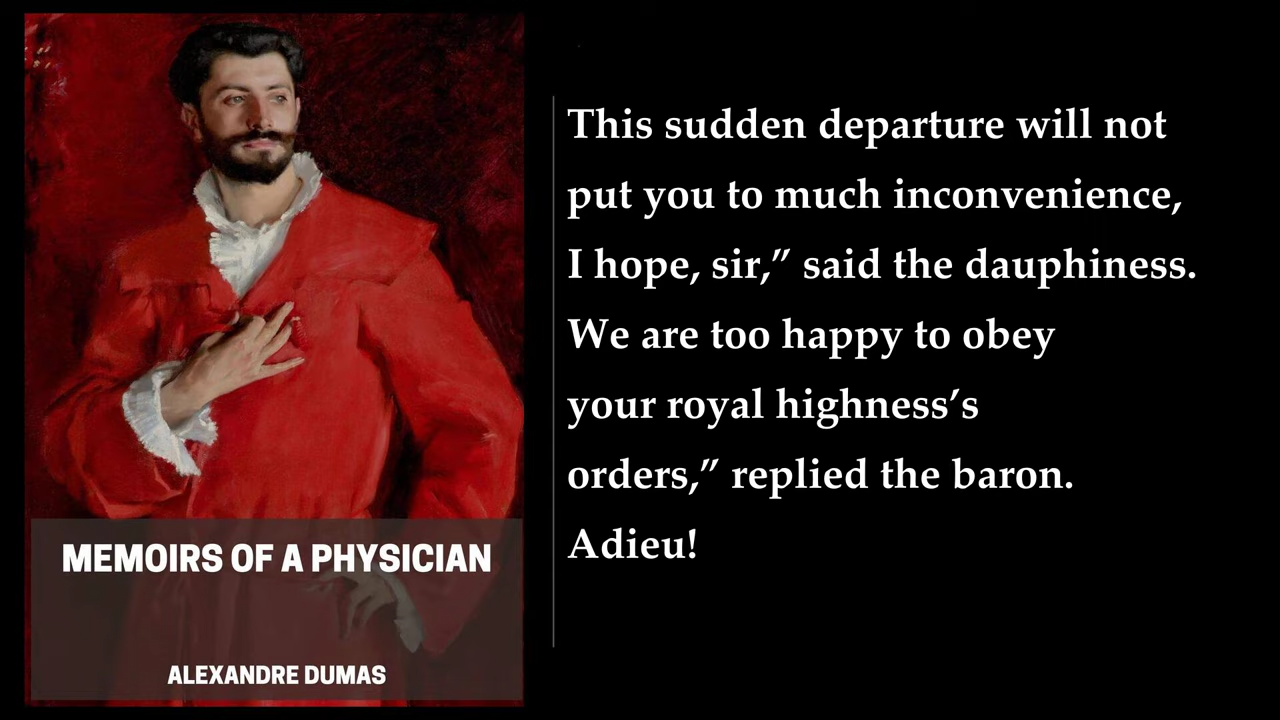 MEMOIRS OF A PHYSICIAN
ALEXANDRE DUMAS
This sudden departure will not
put you to much inconvenience,
I hope, sir,” said the dauphiness.
We are too happy to obey
your royal highness’s
orders,” replied the baron.
Adieu!